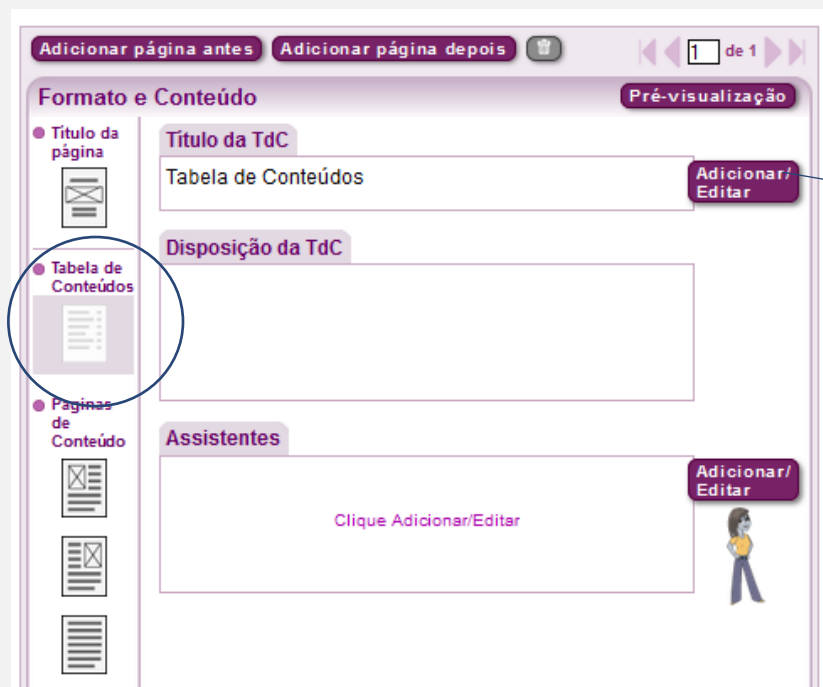 Adicionar página antes Adicionar página depois 1 de 1
Formato e Conteúdo Pré-visualização
Título da
página
Título da TdC
Tabela de Conteúdos
Adicionar/
Editar
Tabela de
Conteúdos
Disposição da TdC
Páginas
de
Conteúdo
Assistentes
Clique Adicionar/Editar
Adicionar/
Editar